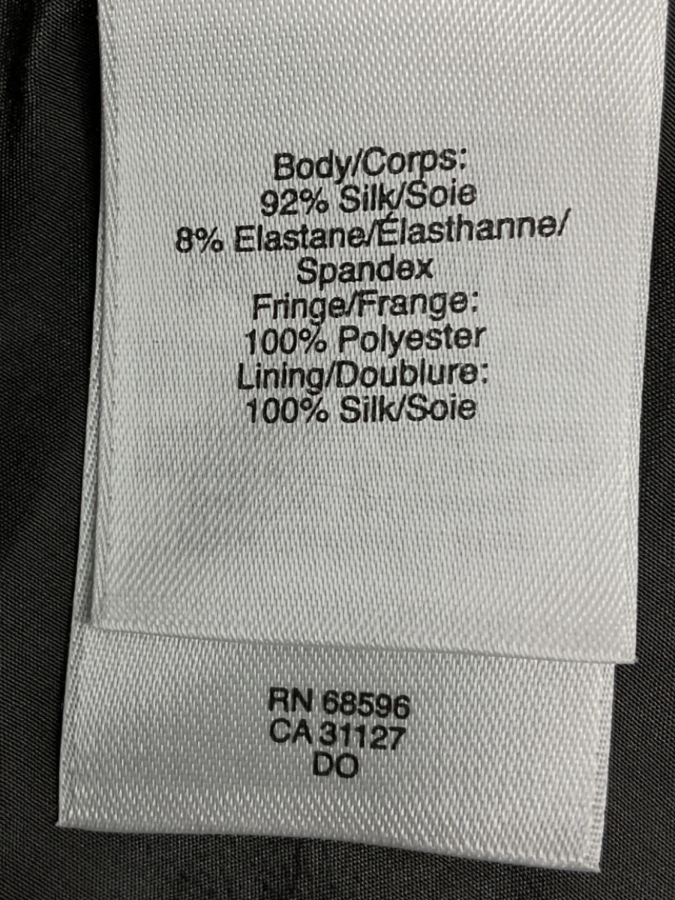 Body/Corps:
92% Silk/Soie
8% Elastane/Élasthanne/
Spandex
Fringe/Frange:
100% Polyester
Lining/Doublure:
100% Silk/Soie
RN 68596
CA 31127
DO